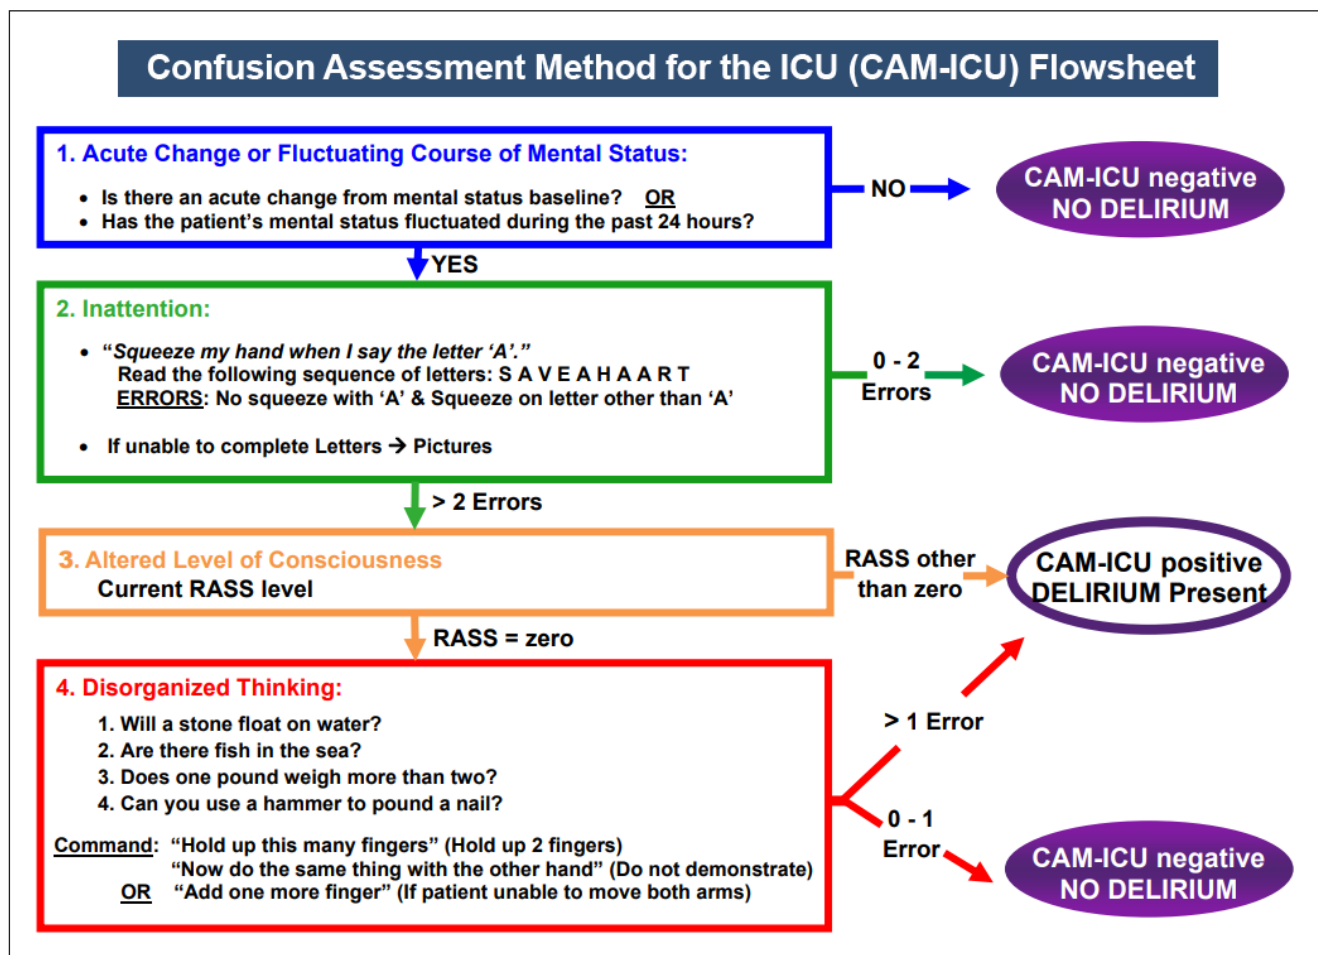 Confusion Assessment Method for the ICU (CAM-ICU) Flowsheet
1. Acute Change or Fluctuating Course of Mental Status:
• Is there an acute change from mental status baseline? OR
• Has the patient’s mental status fluctuated during the past 24 hours?
NO
CAM-ICU negative
NO DELIRIUM
YES
2. Inattention:
• “Squeeze my hand when I say the letter ‘A’.”
Read the following sequence of letters: S A V E A H A A R T
ERRORS: No squeeze with ‘A’ & Squeeze on letter other than ‘A’
• If unable to complete Letters → Pictures
0 - 2
Errors
CAM-ICU negative
NO DELIRIUM
> 2 Errors
3. Altered Level of Consciousness
Current RASS level
RASS other
than zero
CAM-ICU positive
DELIRIUM Present
RASS = zero
4. Disorganized Thinking:
1. Will a stone float on water?
2. Are there fish in the sea?
3. Does one pound weigh more than two?
4. Can you use a hammer to pound a nail?
Command: “Hold up this many fingers” (Hold up 2 fingers)
“Now do the same thing with the other hand” (Do not demonstrate)
OR “Add one more finger” (If patient unable to move both arms)
> 1 Error
0 - 1
Error
CAM-ICU negative
NO DELIRIUM